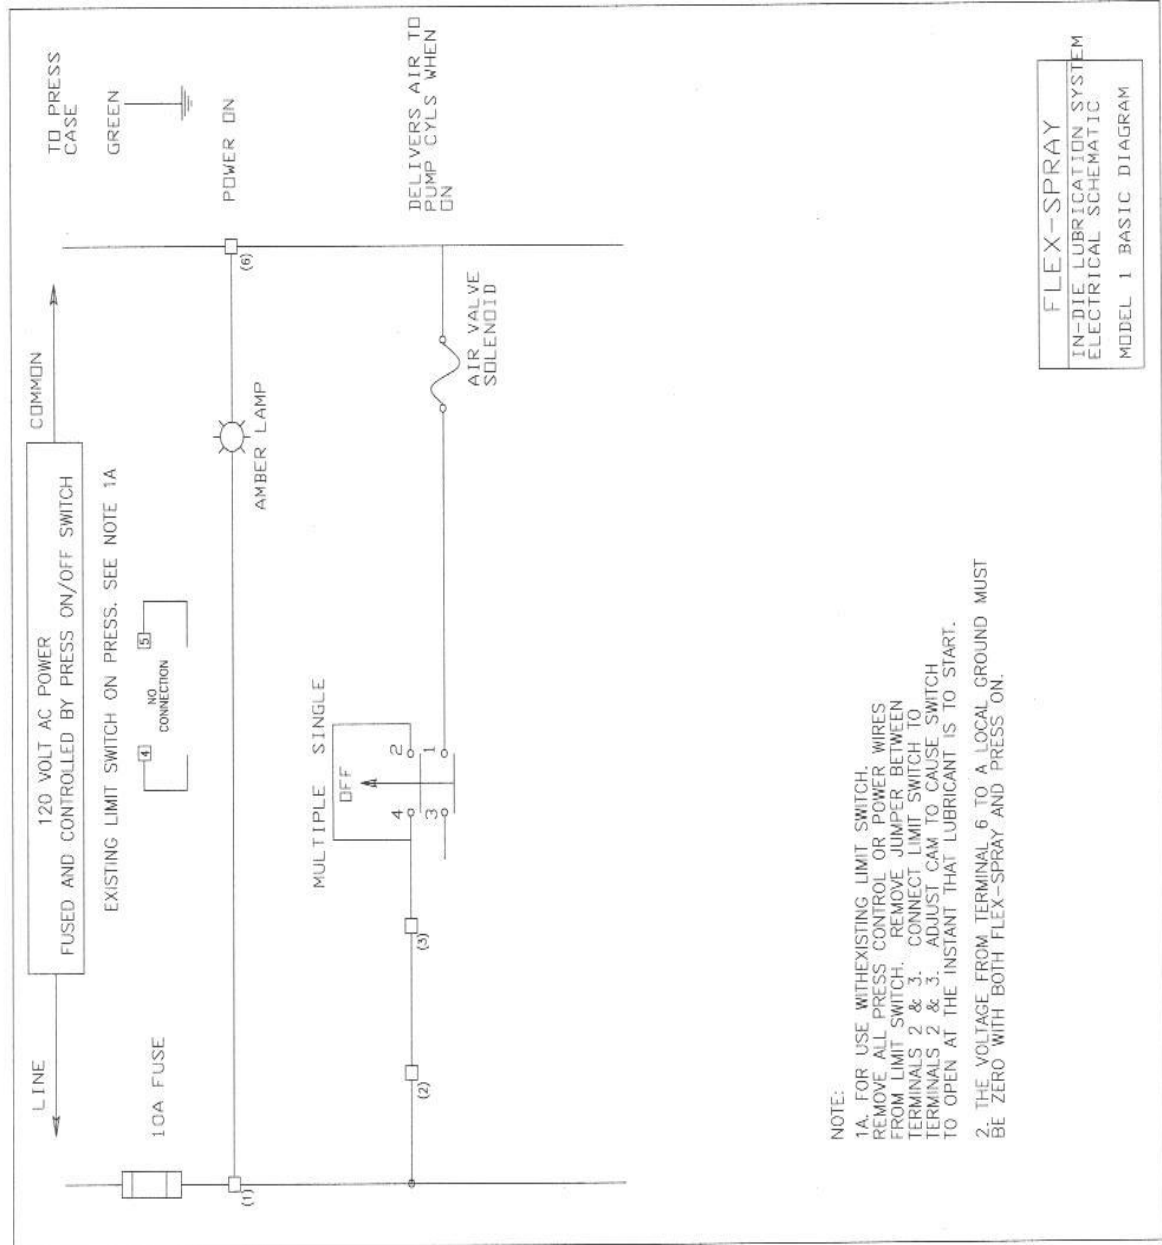 LINE
120 VOLT AC POWER
FUSED AND CONTROLLED BY PRESS ON/OFF SWITCH
COMMON
TO PRESS
CASE
10A FUSE
EXISTING LIMIT SWITCH ON PRESS. SEE NOTE 1A
GREEN
4
NO
CONNECTION
5
(1)
AMBER LAMP
(6)
POWER ON
MULTIPLE SINGLE
OFF
(2)
(3)
4
2
3
1
AIR VALVE
SOLENOID
DELIVERS AIR TO
PUMP CYLS WHEN
ON
NOTE:
1A. FOR USE WITHEXISTING LIMIT SWITCH.
REMOVE ALL PRESS CONTROL OR POWER WIRES
FROM LIMIT SWITCH. REMOVE JUMPER BETWEEN
TERMINALS 2 & 3. CONNECT LIMIT SWITCH TO
TERMINALS 2 & 3. ADJUST CAM TO CAUSE SWITCH
TO OPEN AT THE INSTANT THAT LUBRICANT IS TO START.
2. THE VOLTAGE FROM TERMINAL 6 TO A LOCAL GROUND MUST
BE ZERO WITH BOTH FLEX-SPRAY AND PRESS ON.
FLEX-SPRAY
IN-DIE LUBRICATION SYSTEM
ELECTRICAL SCHEMATIC
MODEL 1 BASIC DIAGRAM